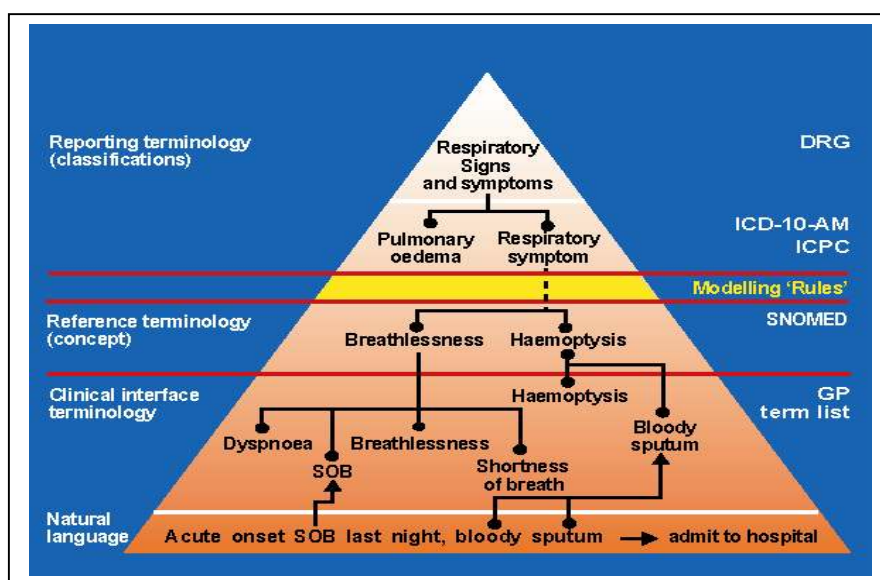 Reporting terminology
(classifications)
Respiratory
Signs
and symptoms
DRG
Pulmonary
oedema
Respiratory
symptom
ICD-10-AM
ICPC
Modelling ‘Rules’
Reference terminology
(concept)
Breathlessness
Haemoptysis
SNOMED
Clinical interface
terminology
Haemoptysis
GP
term list
Dyspnoea
Breathlessness
Bloody
sputum
SOB
Shortness
of breath
Natural
language
Acute onset SOB last night, bloody sputum
admit to hospital